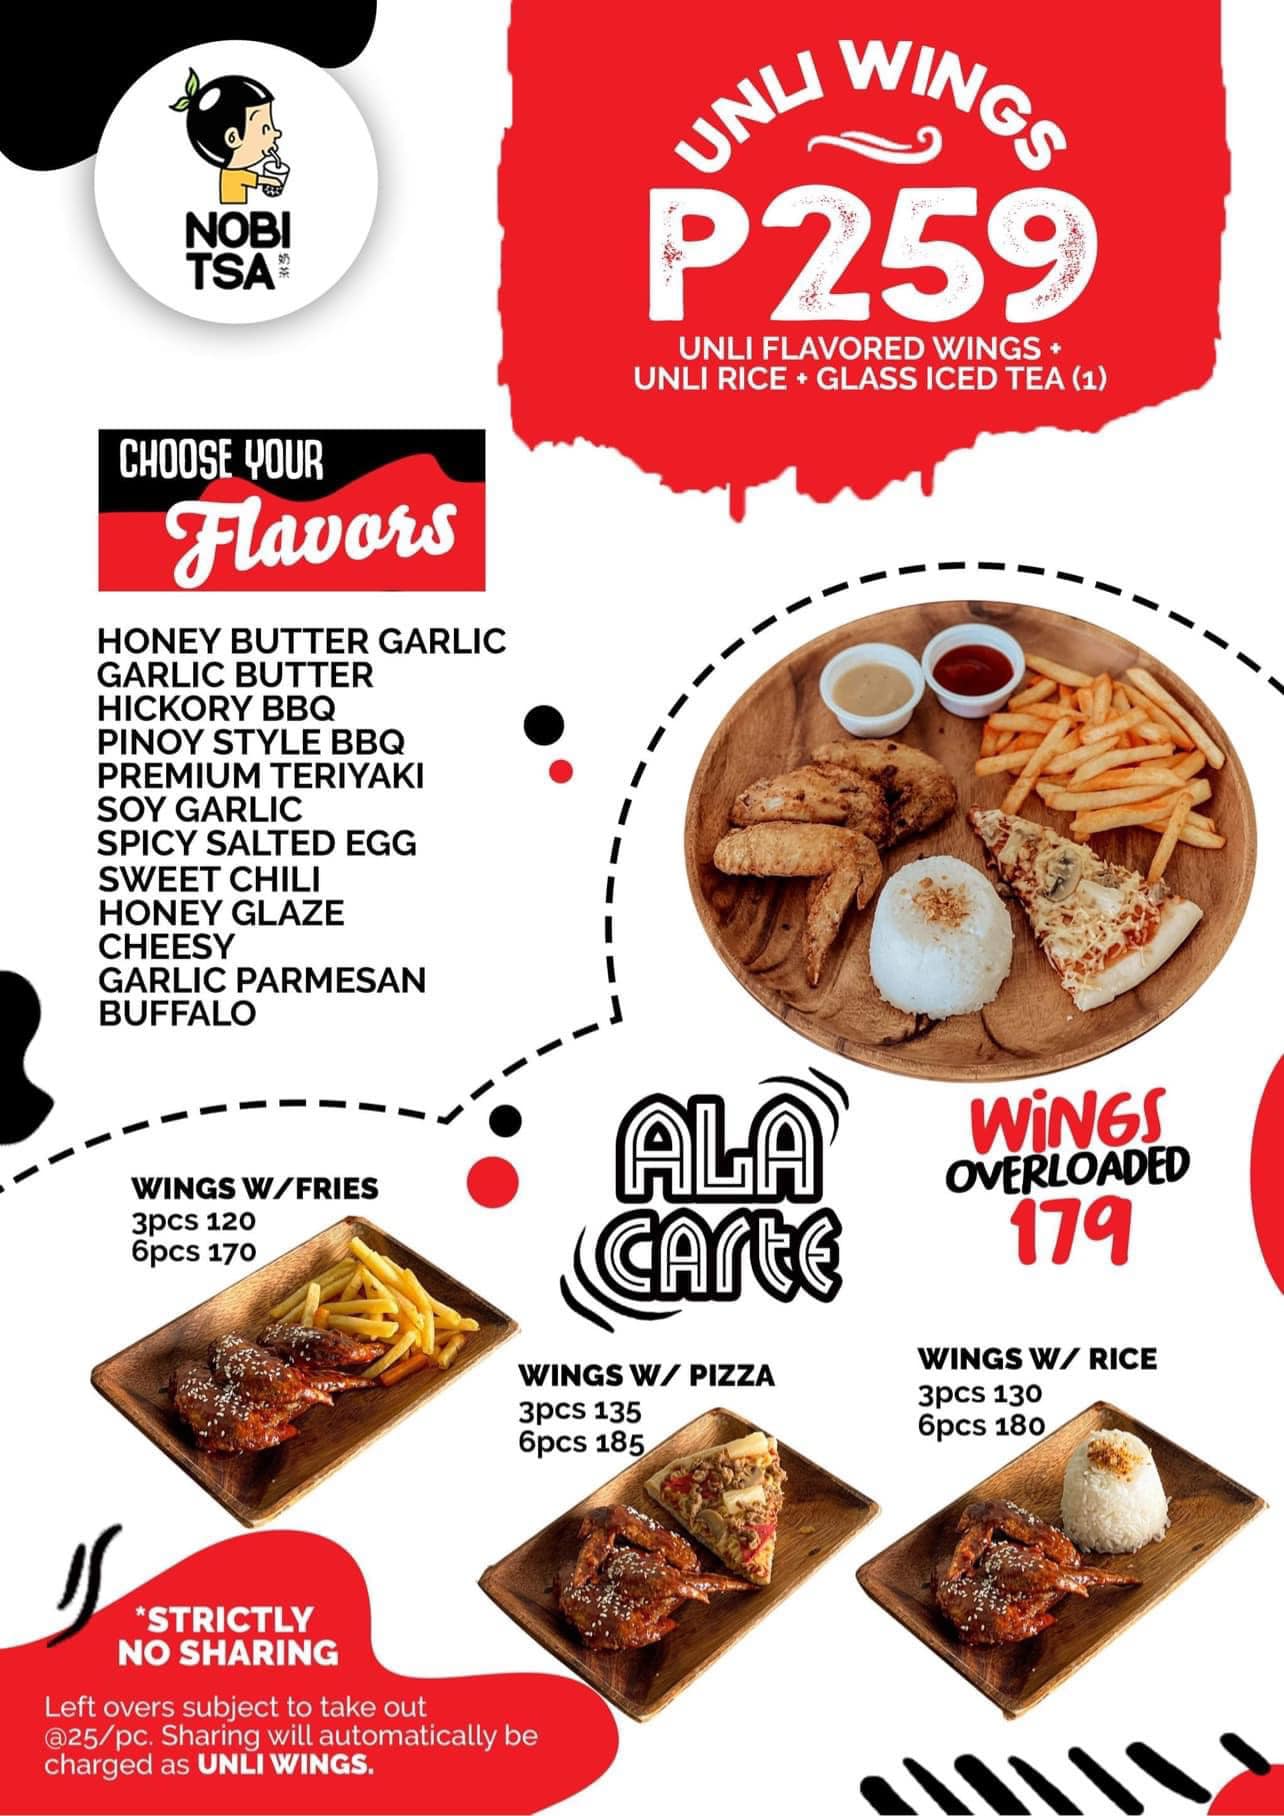 NOBI
TSA 奶茶
UNLI WINGS
P259
UNLI FLAVORED WINGS +
UNLI RICE + GLASS ICED TEA (1)
CHOOSE YOUR
Flavors
HONEY BUTTER GARLIC
GARLIC BUTTER
HICKORY BBQ
PINOY STYLE BBQ
PREMIUM TERIYAKI
SOY GARLIC
SPICY SALTED EGG
SWEET CHILI
HONEY GLAZE
CHEESY
GARLIC PARMESAN
BUFFALO
ALA
CARTE
WINGS
OVERLOADED
179
WINGS W/FRIES
3pcs 120
6pcs 170
WINGS W/ PIZZA
3pcs 135
6pcs 185
WINGS W/ RICE
3pcs 130
6pcs 180
*STRICTLY
NO SHARING
Left overs subject to take out
@25/pc. Sharing will automatically be
charged as UNLI WINGS.